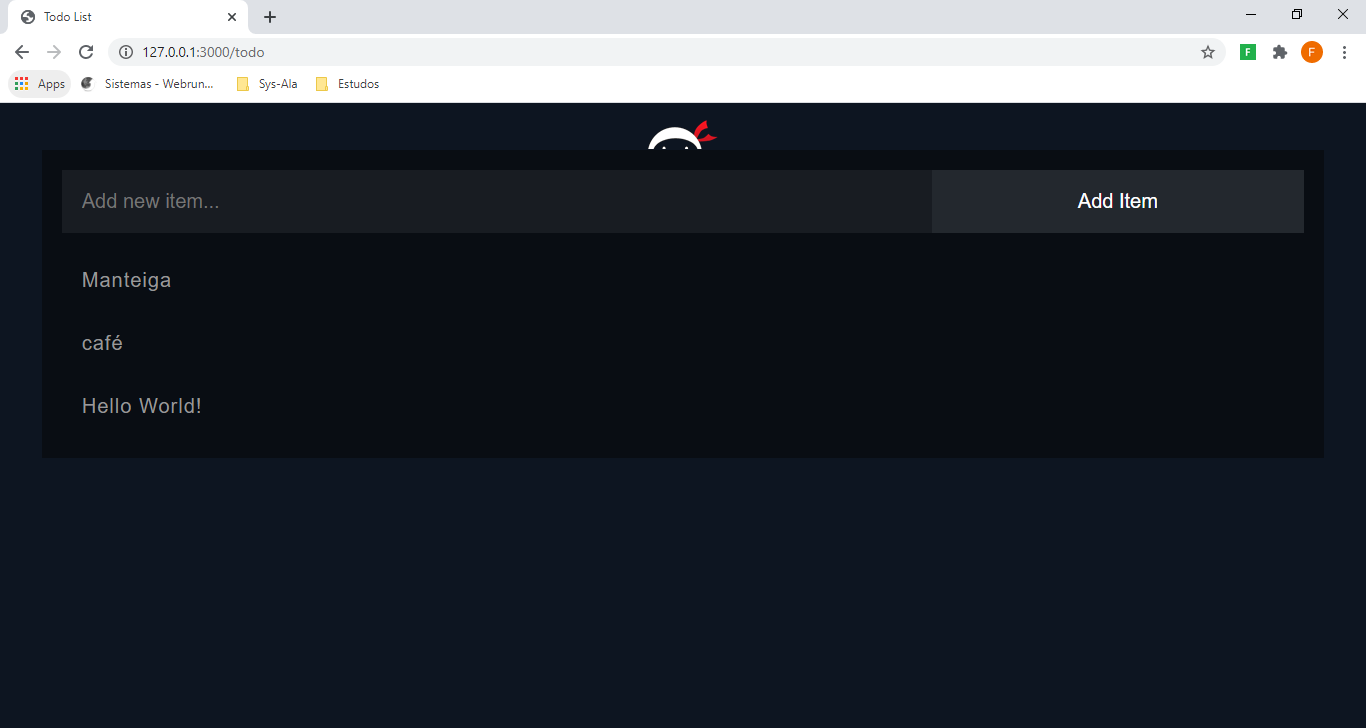 Todo List
127.0.0.1:3000/todo
F
F
Apps
Sistemas - Webrun...
Sys-Ala
Estudos
Add new item...
Add Item
Manteiga
café
Hello World!